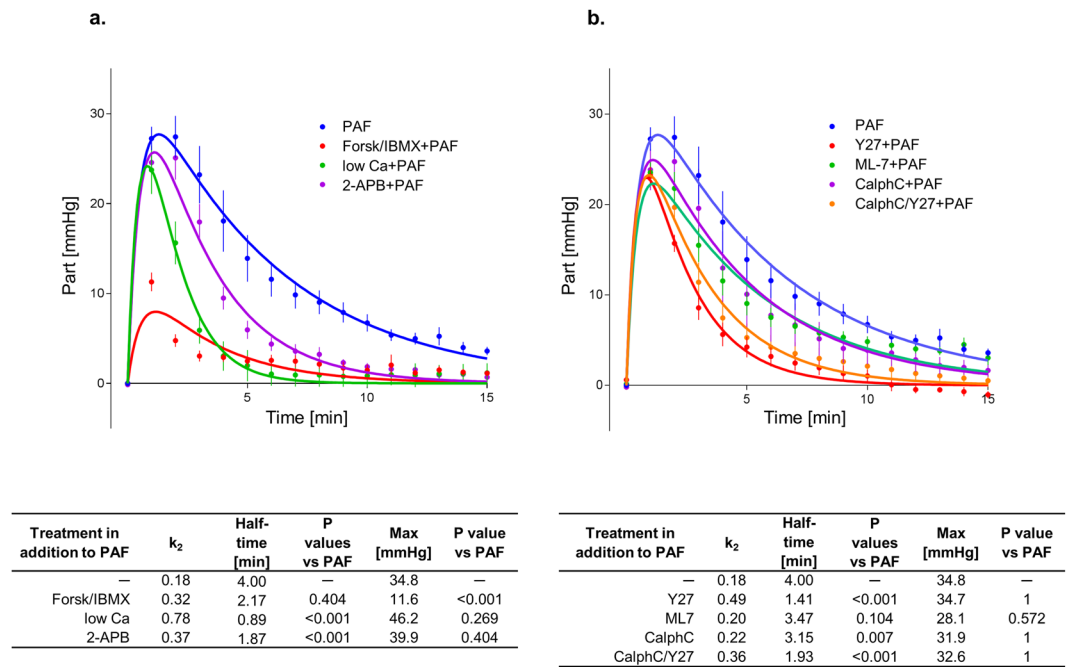 a.
Part [mmHg]
30
20
10
0
5
10
15
Time [min]
PAF
Forsk/IBMX+PAF
low Ca+PAF
2-APB+PAF
b.
Part [mmHg]
30
20
10
0
5
10
15
Time [min]
PAF
Y27+PAF
ML-7+PAF
CalphC+PAF
CalphC/Y27+PAF
Treatment in addition to PAF k₂ Half-time [min] P values vs PAF Max [mmHg] P value vs PAF
— 0.18 4.00 — 34.8 —
Forsk/IBMX 0.32 2.17 0.404 11.6 <0.001
low Ca 0.78 0.89 <0.001 46.2 0.269
2-APB 0.37 1.87 <0.001 39.9 0.404
Treatment in addition to PAF k₂ Half-time [min] P values vs PAF Max [mmHg] P value vs PAF
— 0.18 4.00 — 34.8 —
Y27 0.49 1.41 <0.001 34.7 1
ML7 0.20 3.47 0.104 28.1 0.572
CalphC 0.22 3.15 0.007 31.9 1
CalphC/Y27 0.36 1.93 <0.001 32.6 1